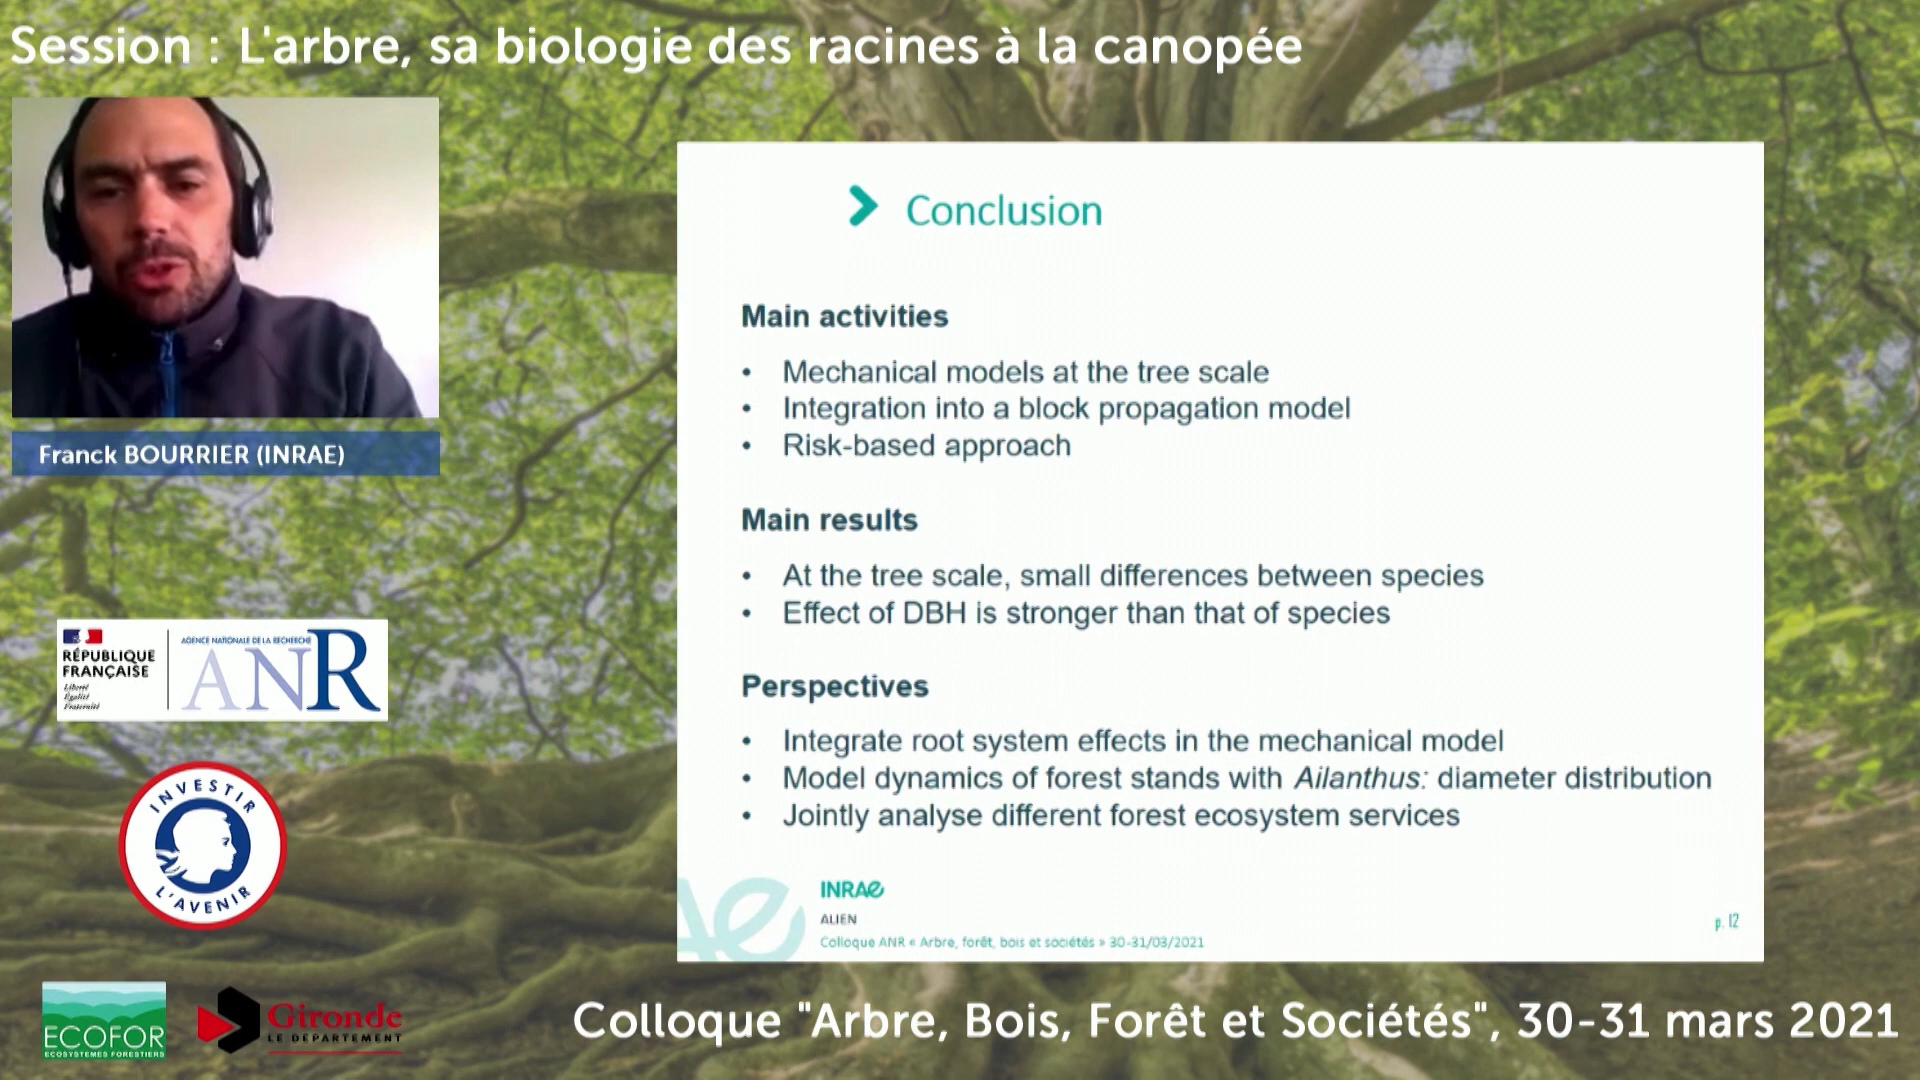 Session : L'arbre, sa biologie des racines à la canopée
Franck BOURRIER (INRAE)
RÉPUBLIQUE
FRANÇAISE
Liberté
Égalité
Fraternité
AGENCE NATIONALE DE LA RECHERCHE
ANR
INVESTIR
L'AVENIR
ECOFOR
ECOSYSTEMES FORESTIERS
Gironde
LE DÉPARTEMENT
Conclusion
Main activities
• Mechanical models at the tree scale
• Integration into a block propagation model
• Risk-based approach
Main results
• At the tree scale, small differences between species
• Effect of DBH is stronger than that of species
Perspectives
• Integrate root system effects in the mechanical model
• Model dynamics of forest stands with Ailanthus: diameter distribution
• Jointly analyse different forest ecosystem services
INRAE
ALIEN
Colloque ANR « Arbre, forêt, bois et sociétés » 30-31/03/2021
p. 12
Colloque "Arbre, Bois, Forêt et Sociétés", 30-31 mars 2021